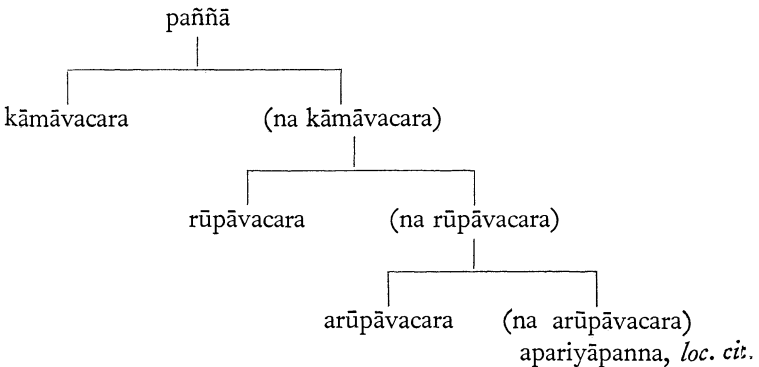 paññā
kāmāvacara (na kāmāvacara)
rūpāvacara (na rūpāvacara)
arūpāvacara (na arūpāvacara)
apariyāpanna, loc. cit.